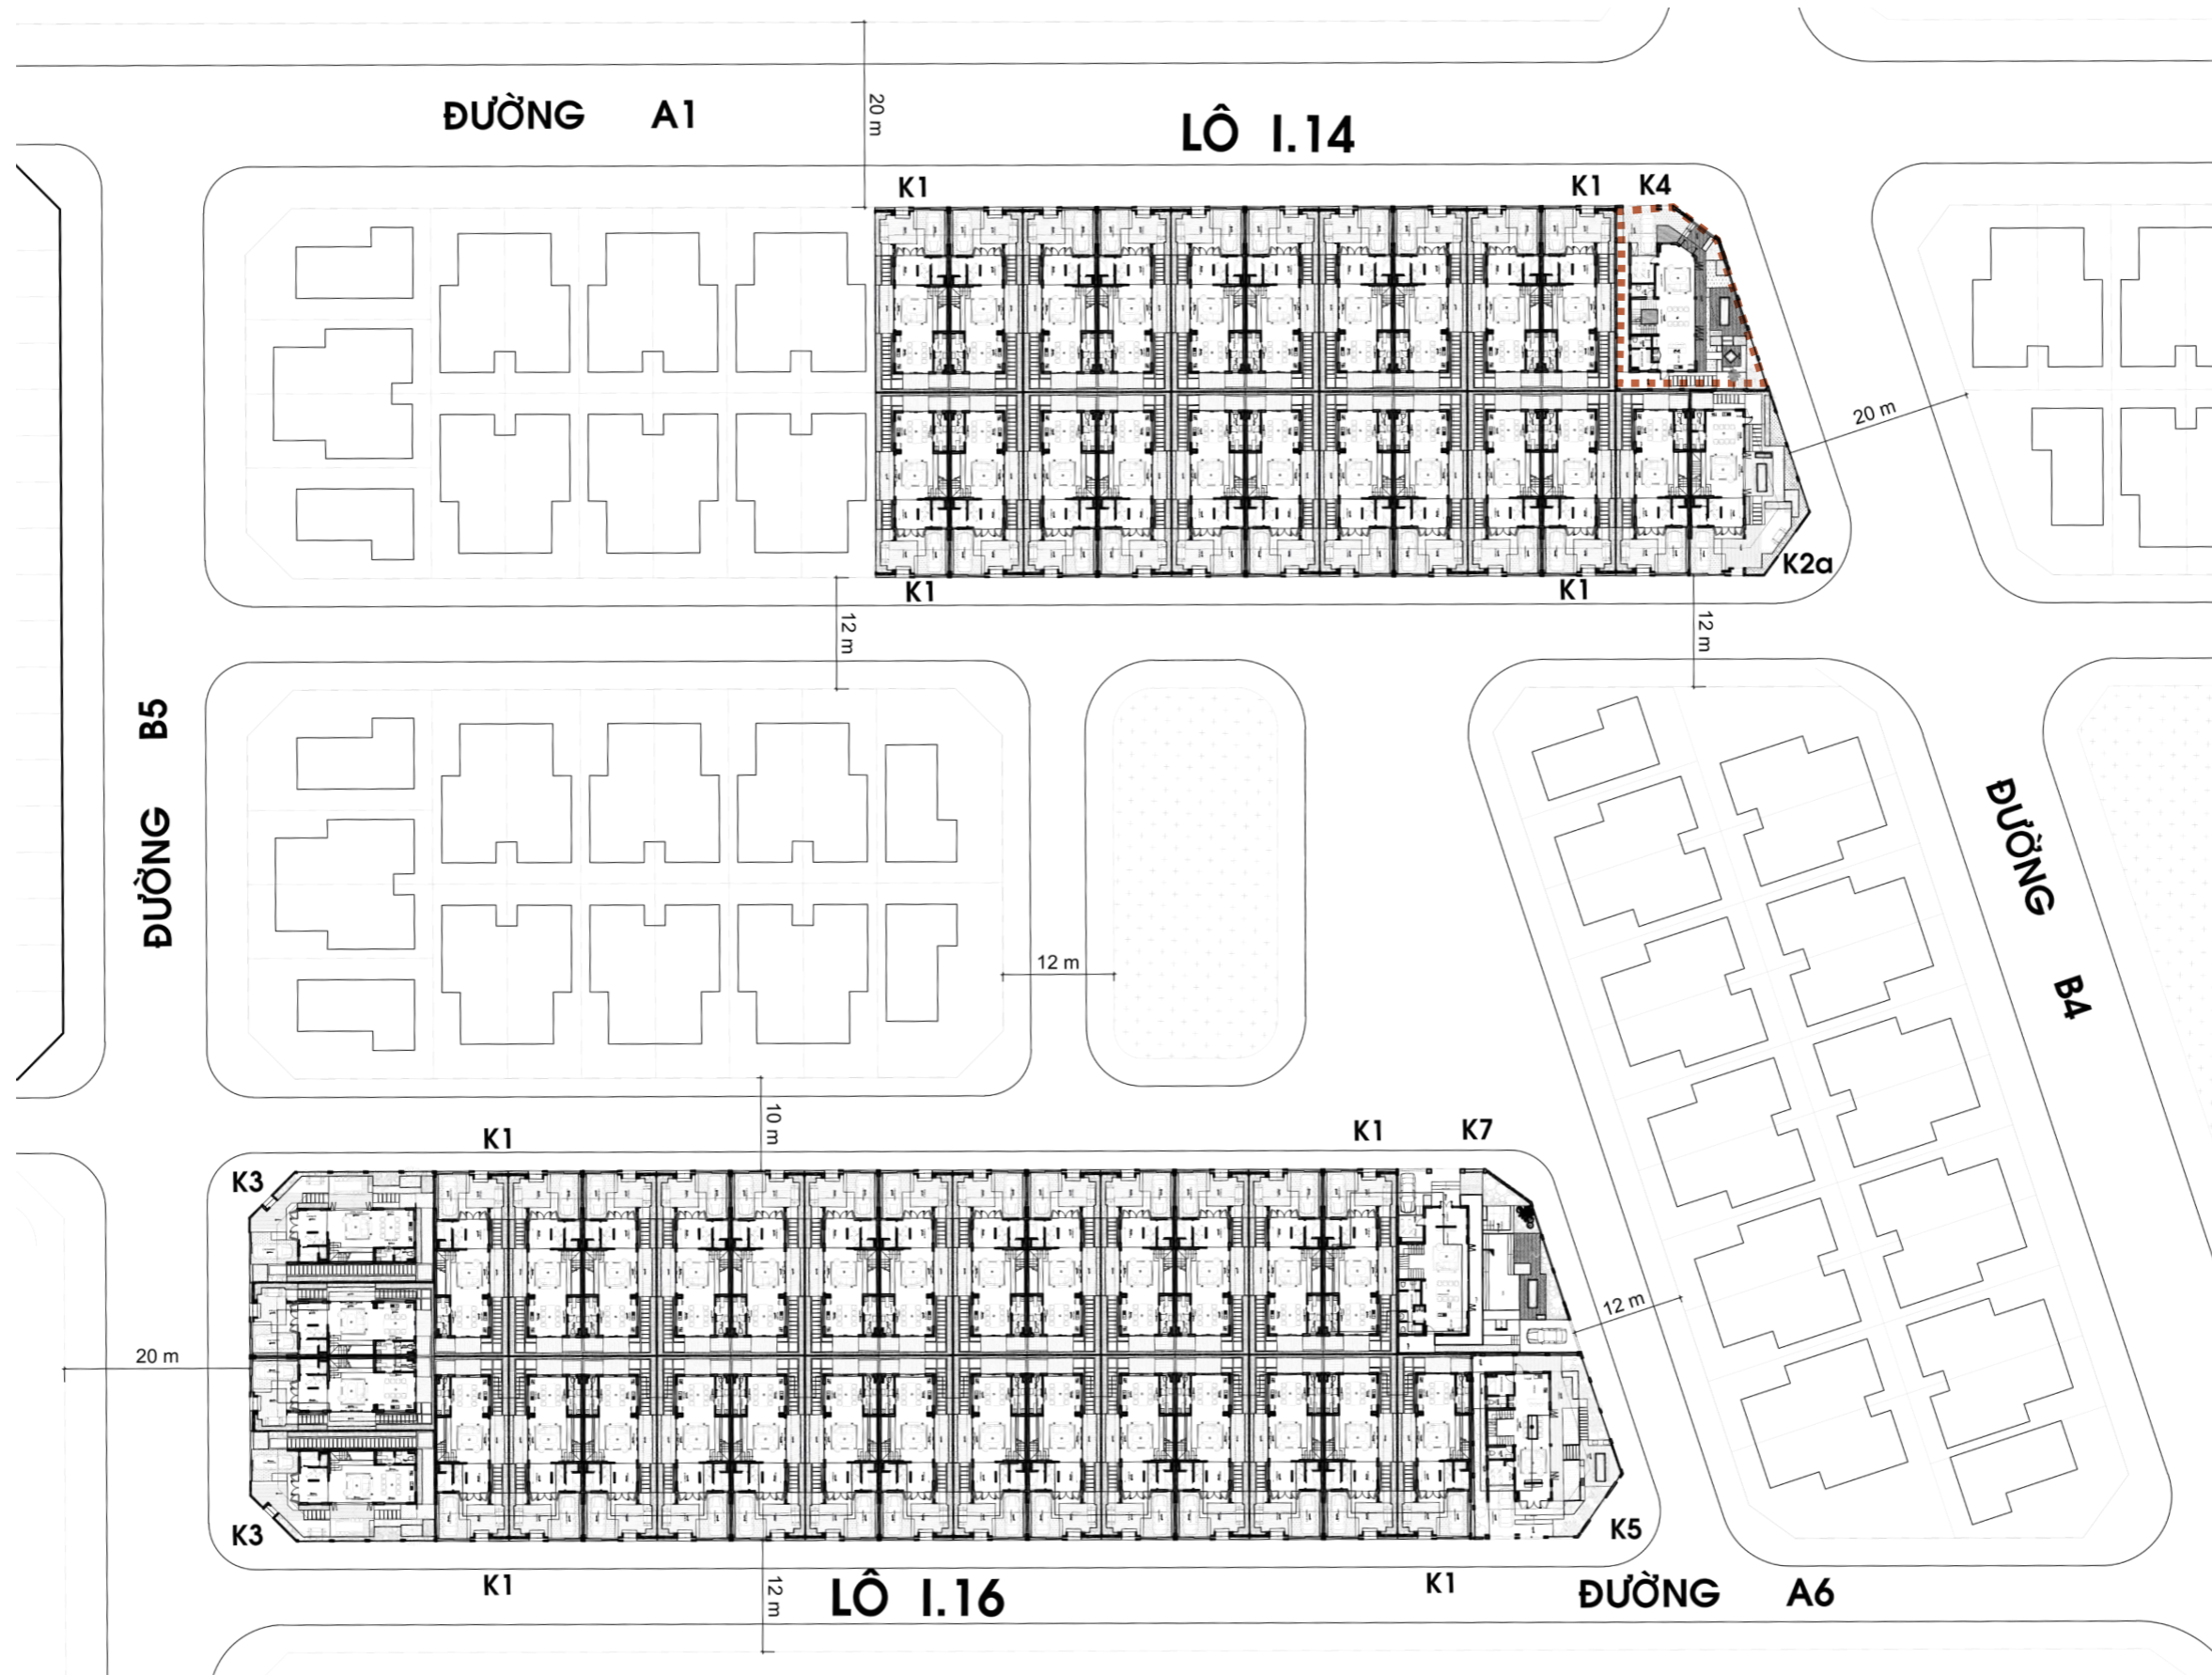 ĐƯỜNG A1
20 m
LÔ I.14
K1
K1 K4
20 m
K2a
K1
K1
12 m
12 m
ĐƯỜNG B5
ĐƯỜNG B4
12 m
10 m
K1
K1 K7
K3
12 m
20 m
K3
K5
K1
12 m
LÔ I.16
K1
ĐƯỜNG A6